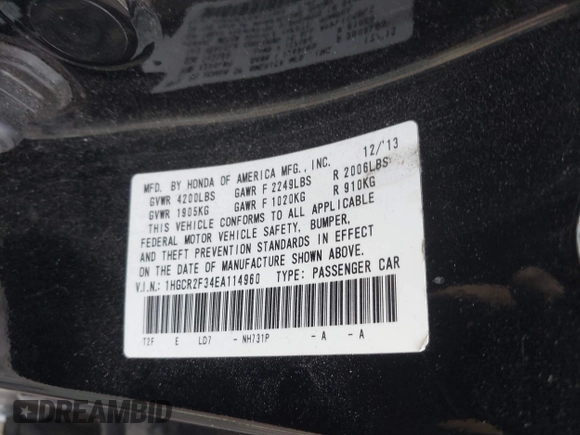 MFD. BY HONDA OF AMERICA MFG., INC. 12/'13
GVWR 4200LBS GAWR F 2249LBS R 2006LBS
GVWR 1905KG GAWR F 1020KG R 910KG
THIS VEHICLE CONFORMS TO ALL APPLICABLE
FEDERAL MOTOR VEHICLE SAFETY, BUMPER,
AND THEFT PREVENTION STANDARDS IN EFFECT
ON THE DATE OF MANUFACTURE SHOWN ABOVE.
V.I.N.: 1HGCR2F34EA114960 TYPE: PASSENGER CAR
T2F E LD7 - NH731P - A - A
DREAMBID